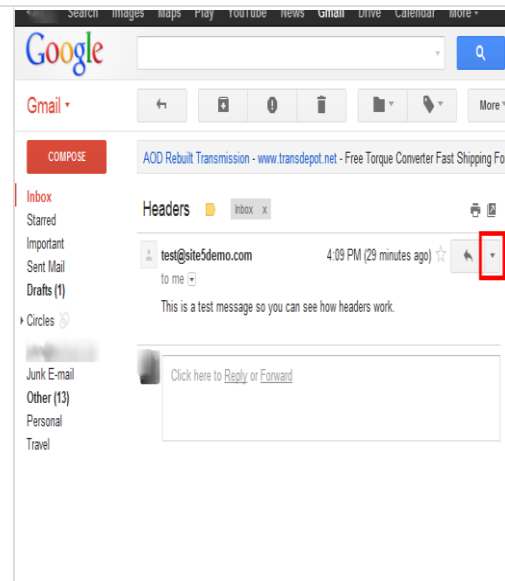 Search Images Maps Play YouTube News Gmail Drive Calendar More
Google
Gmail
More
COMPOSE
AOD Rebuilt Transmission - www.transdepot.net - Free Torque Converter Fast Shipping Fo
Inbox
Starred
Important
Sent Mail
Drafts (1)
Circles
Junk E-mail
Other (13)
Personal
Travel
Headers Inbox x
test@site5demo.com 4:09 PM (29 minutes ago)
to me
This is a test message so you can see how headers work.
Click here to Reply or Forward